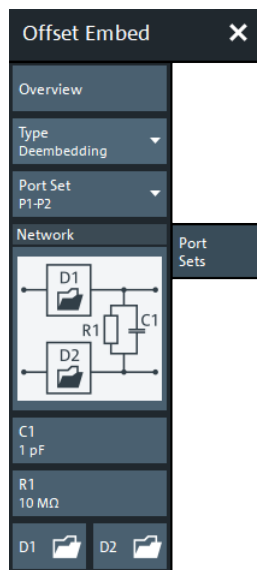 Offset Embed
Overview
Type
Deembedding
Port Set
P1-P2
Network
Port
Sets
D1
R1
C1
D2
C1
1 pF
R1
10 MΩ
D1
D2